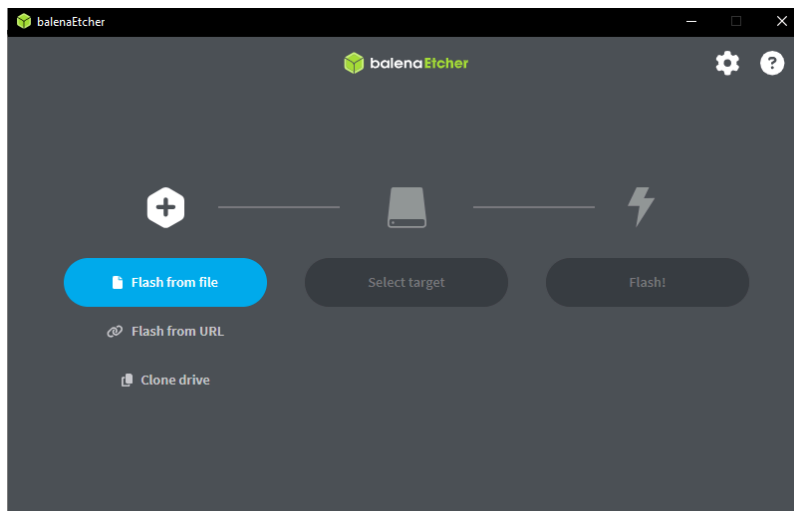 balenaEtcher
balenaEtcher
?
Flash from file
Select target
Flash!
Flash from URL
Clone drive